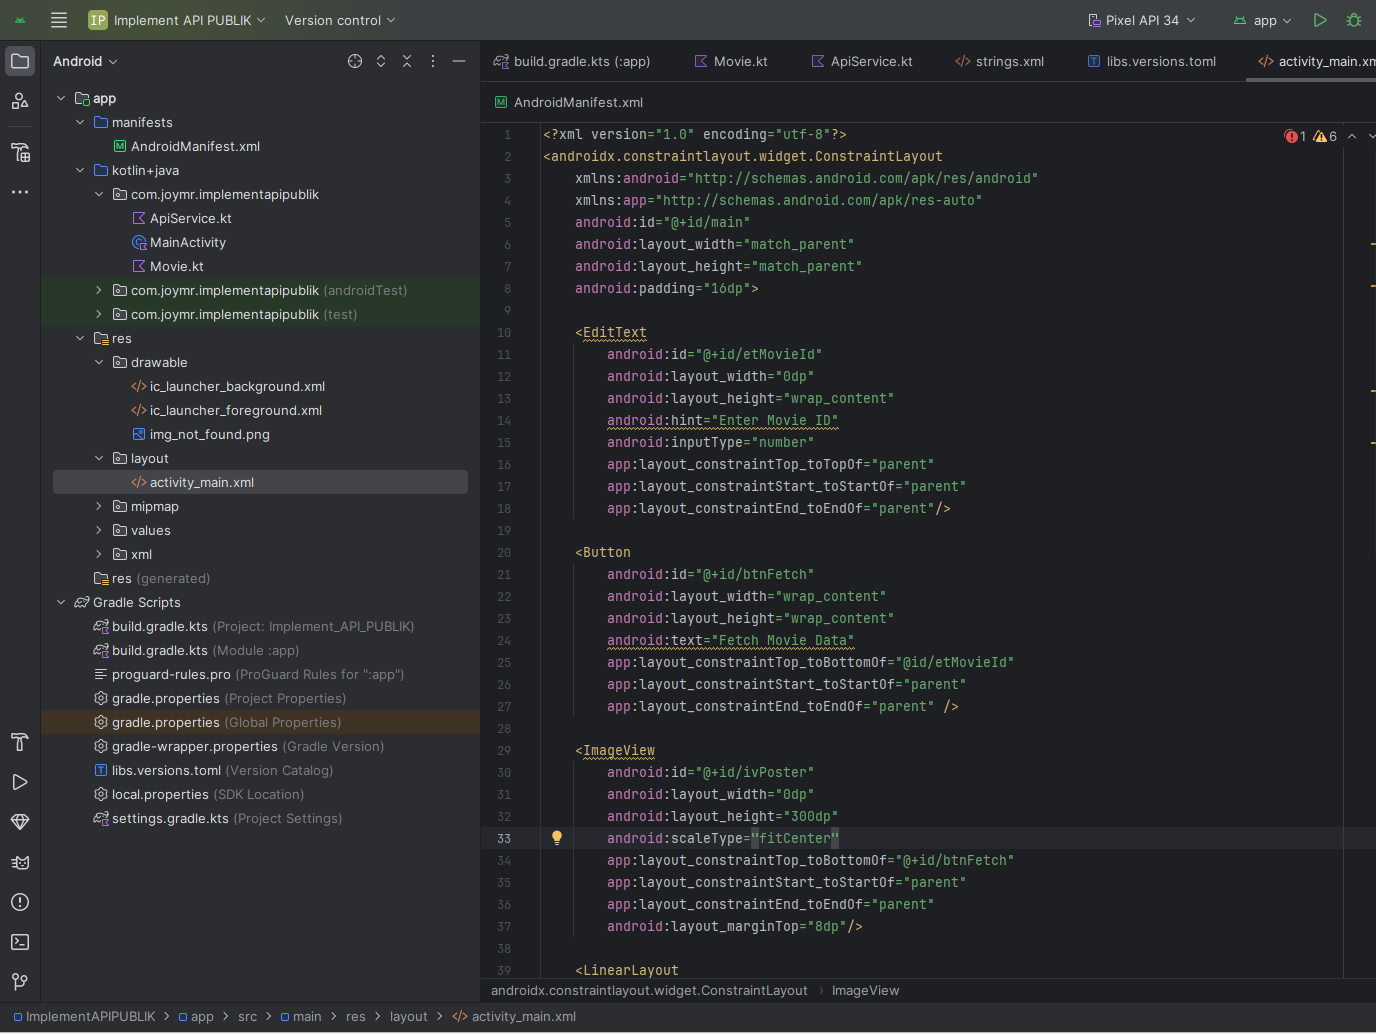 IP Implement API PUBLIK Version control Pixel API 34 app
Android
build.gradle.kts (:app) Movie.kt ApiService.kt strings.xml libs.versions.toml activity_main.xm
AndroidManifest.xml
app
manifests
AndroidManifest.xml
kotlin+java
com.joymr.implementapipublik
ApiService.kt
MainActivity
Movie.kt
com.joymr.implementapipublik (androidTest)
com.joymr.implementapipublik (test)
res
drawable
ic_launcher_background.xml
ic_launcher_foreground.xml
img_not_found.png
layout
activity_main.xml
mipmap
values
xml
res (generated)
Gradle Scripts
build.gradle.kts (Project: Implement_API_PUBLIK)
build.gradle.kts (Module :app)
proguard-rules.pro (ProGuard Rules for ":app")
gradle.properties (Project Properties)
gradle.properties (Global Properties)
gradle-wrapper.properties (Gradle Version)
libs.versions.toml (Version Catalog)
local.properties (SDK Location)
settings.gradle.kts (Project Settings)
1 6
1 <?xml version="1.0" encoding="utf-8"?>
2 <androidx.constraintlayout.widget.ConstraintLayout
3 xmlns:android="http://schemas.android.com/apk/res/android"
4 xmlns:app="http://schemas.android.com/apk/res-auto"
5 android:id="@+id/main"
6 android:layout_width="match_parent"
7 android:layout_height="match_parent"
8 android:padding="16dp">
9
10 <EditText
11 android:id="@+id/etMovieId"
12 android:layout_width="0dp"
13 android:layout_height="wrap_content"
14 android:hint="Enter Movie ID"
15 android:inputType="number"
16 app:layout_constraintTop_toTopOf="parent"
17 app:layout_constraintStart_toStartOf="parent"
18 app:layout_constraintEnd_toEndOf="parent"/>
19
20 <Button
21 android:id="@+id/btnFetch"
22 android:layout_width="wrap_content"
23 android:layout_height="wrap_content"
24 android:text="Fetch Movie Data"
25 app:layout_constraintTop_toBottomOf="@id/etMovieId"
26 app:layout_constraintStart_toStartOf="parent"
27 app:layout_constraintEnd_toEndOf="parent" />
28
29 <ImageView
30 android:id="@+id/ivPoster"
31 android:layout_width="0dp"
32 android:layout_height="300dp"
33 android:scaleType="fitCenter"
34 app:layout_constraintTop_toBottomOf="@+id/btnFetch"
35 app:layout_constraintStart_toStartOf="parent"
36 app:layout_constraintEnd_toEndOf="parent"
37 android:layout_marginTop="8dp"/>
38
39 <LinearLayout
androidx.constraintlayout.widget.ConstraintLayout › ImageView
ImplementAPIPUBLIK > app > src > main > res > layout > activity_main.xml